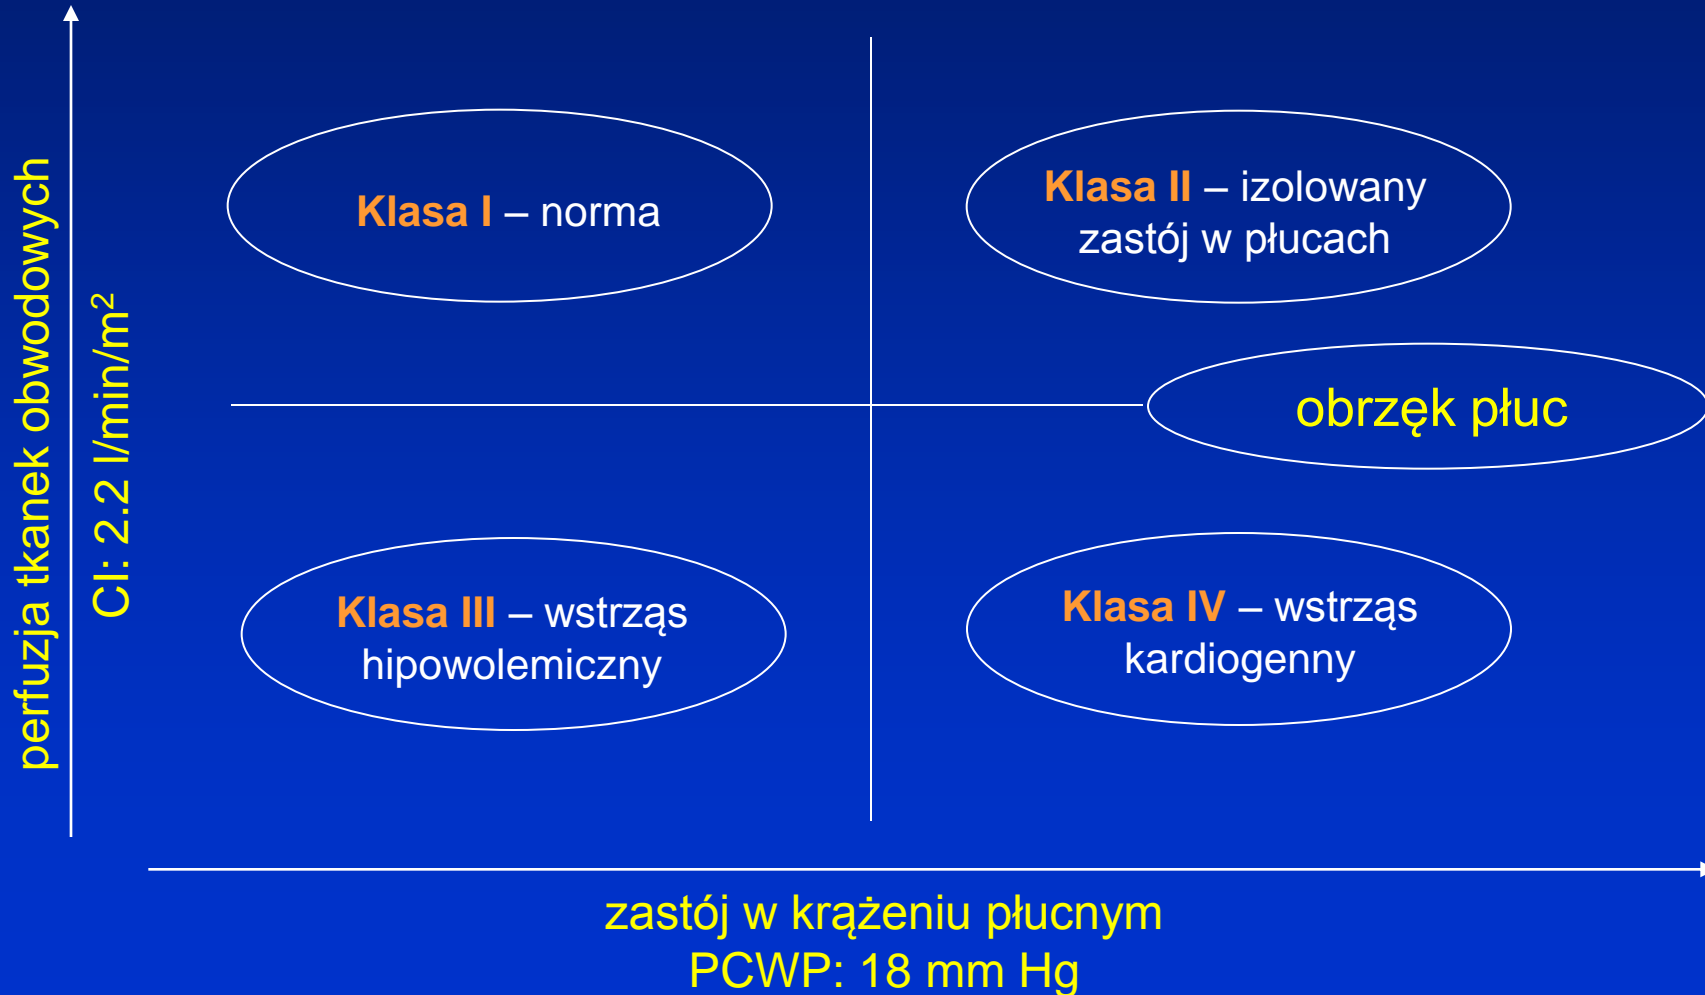 perfuzja tkanek obwodowych
CI: 2.2 l/min/m²
Klasa I – norma
Klasa II – izolowany
zastój w płucach
obrzęk płuc
Klasa III – wstrząs
hipowolemiczny
Klasa IV – wstrząs
kardiogenny
zastój w krążeniu płucnym
PCWP: 18 mm Hg